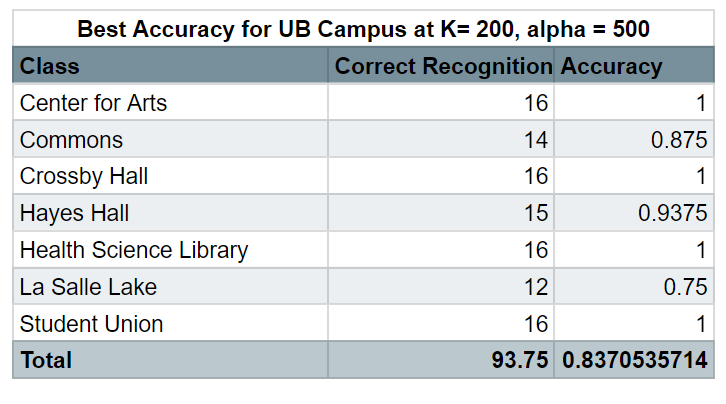 Best Accuracy for UB Campus at K= 200, alpha = 500
Class Correct Recognition Accuracy
Center for Arts 16 1
Commons 14 0.875
Crossby Hall 16 1
Hayes Hall 15 0.9375
Health Science Library 16 1
La Salle Lake 12 0.75
Student Union 16 1
Total 93.75 0.8370535714